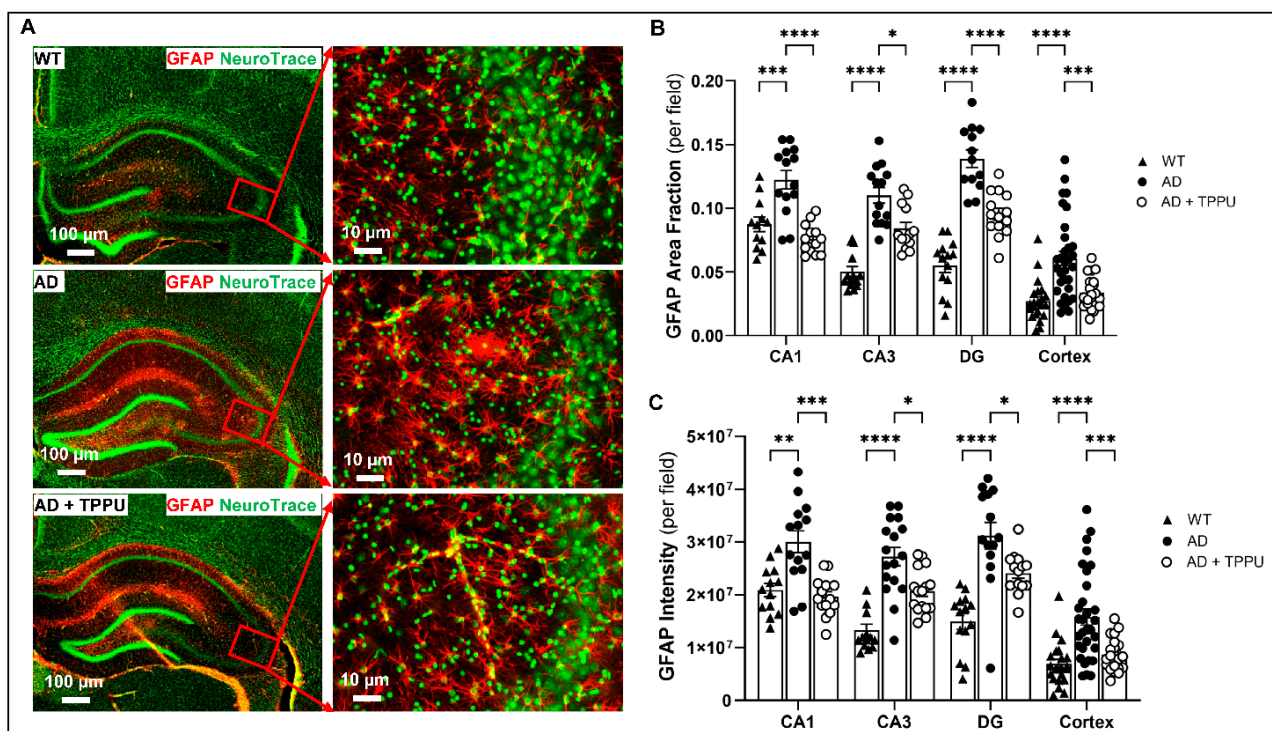 A
WT
GFAP NeuroTrace
100 µm
10 µm
AD
GFAP NeuroTrace
100 µm
10 µm
AD + TPPU
GFAP NeuroTrace
100 µm
10 µm
B
**** * **** ****
*** **** **** ***
GFAP Area Fraction (per field)
0.20
0.15
0.10
0.05
0.00
CA1 CA3 DG Cortex
WT
AD
AD + TPPU
C
*** * * ****
** **** **** ***
GFAP Intensity (per field)
5×10⁷
4×10⁷
3×10⁷
2×10⁷
1×10⁷
0
CA1 CA3 DG Cortex
WT
AD
AD + TPPU